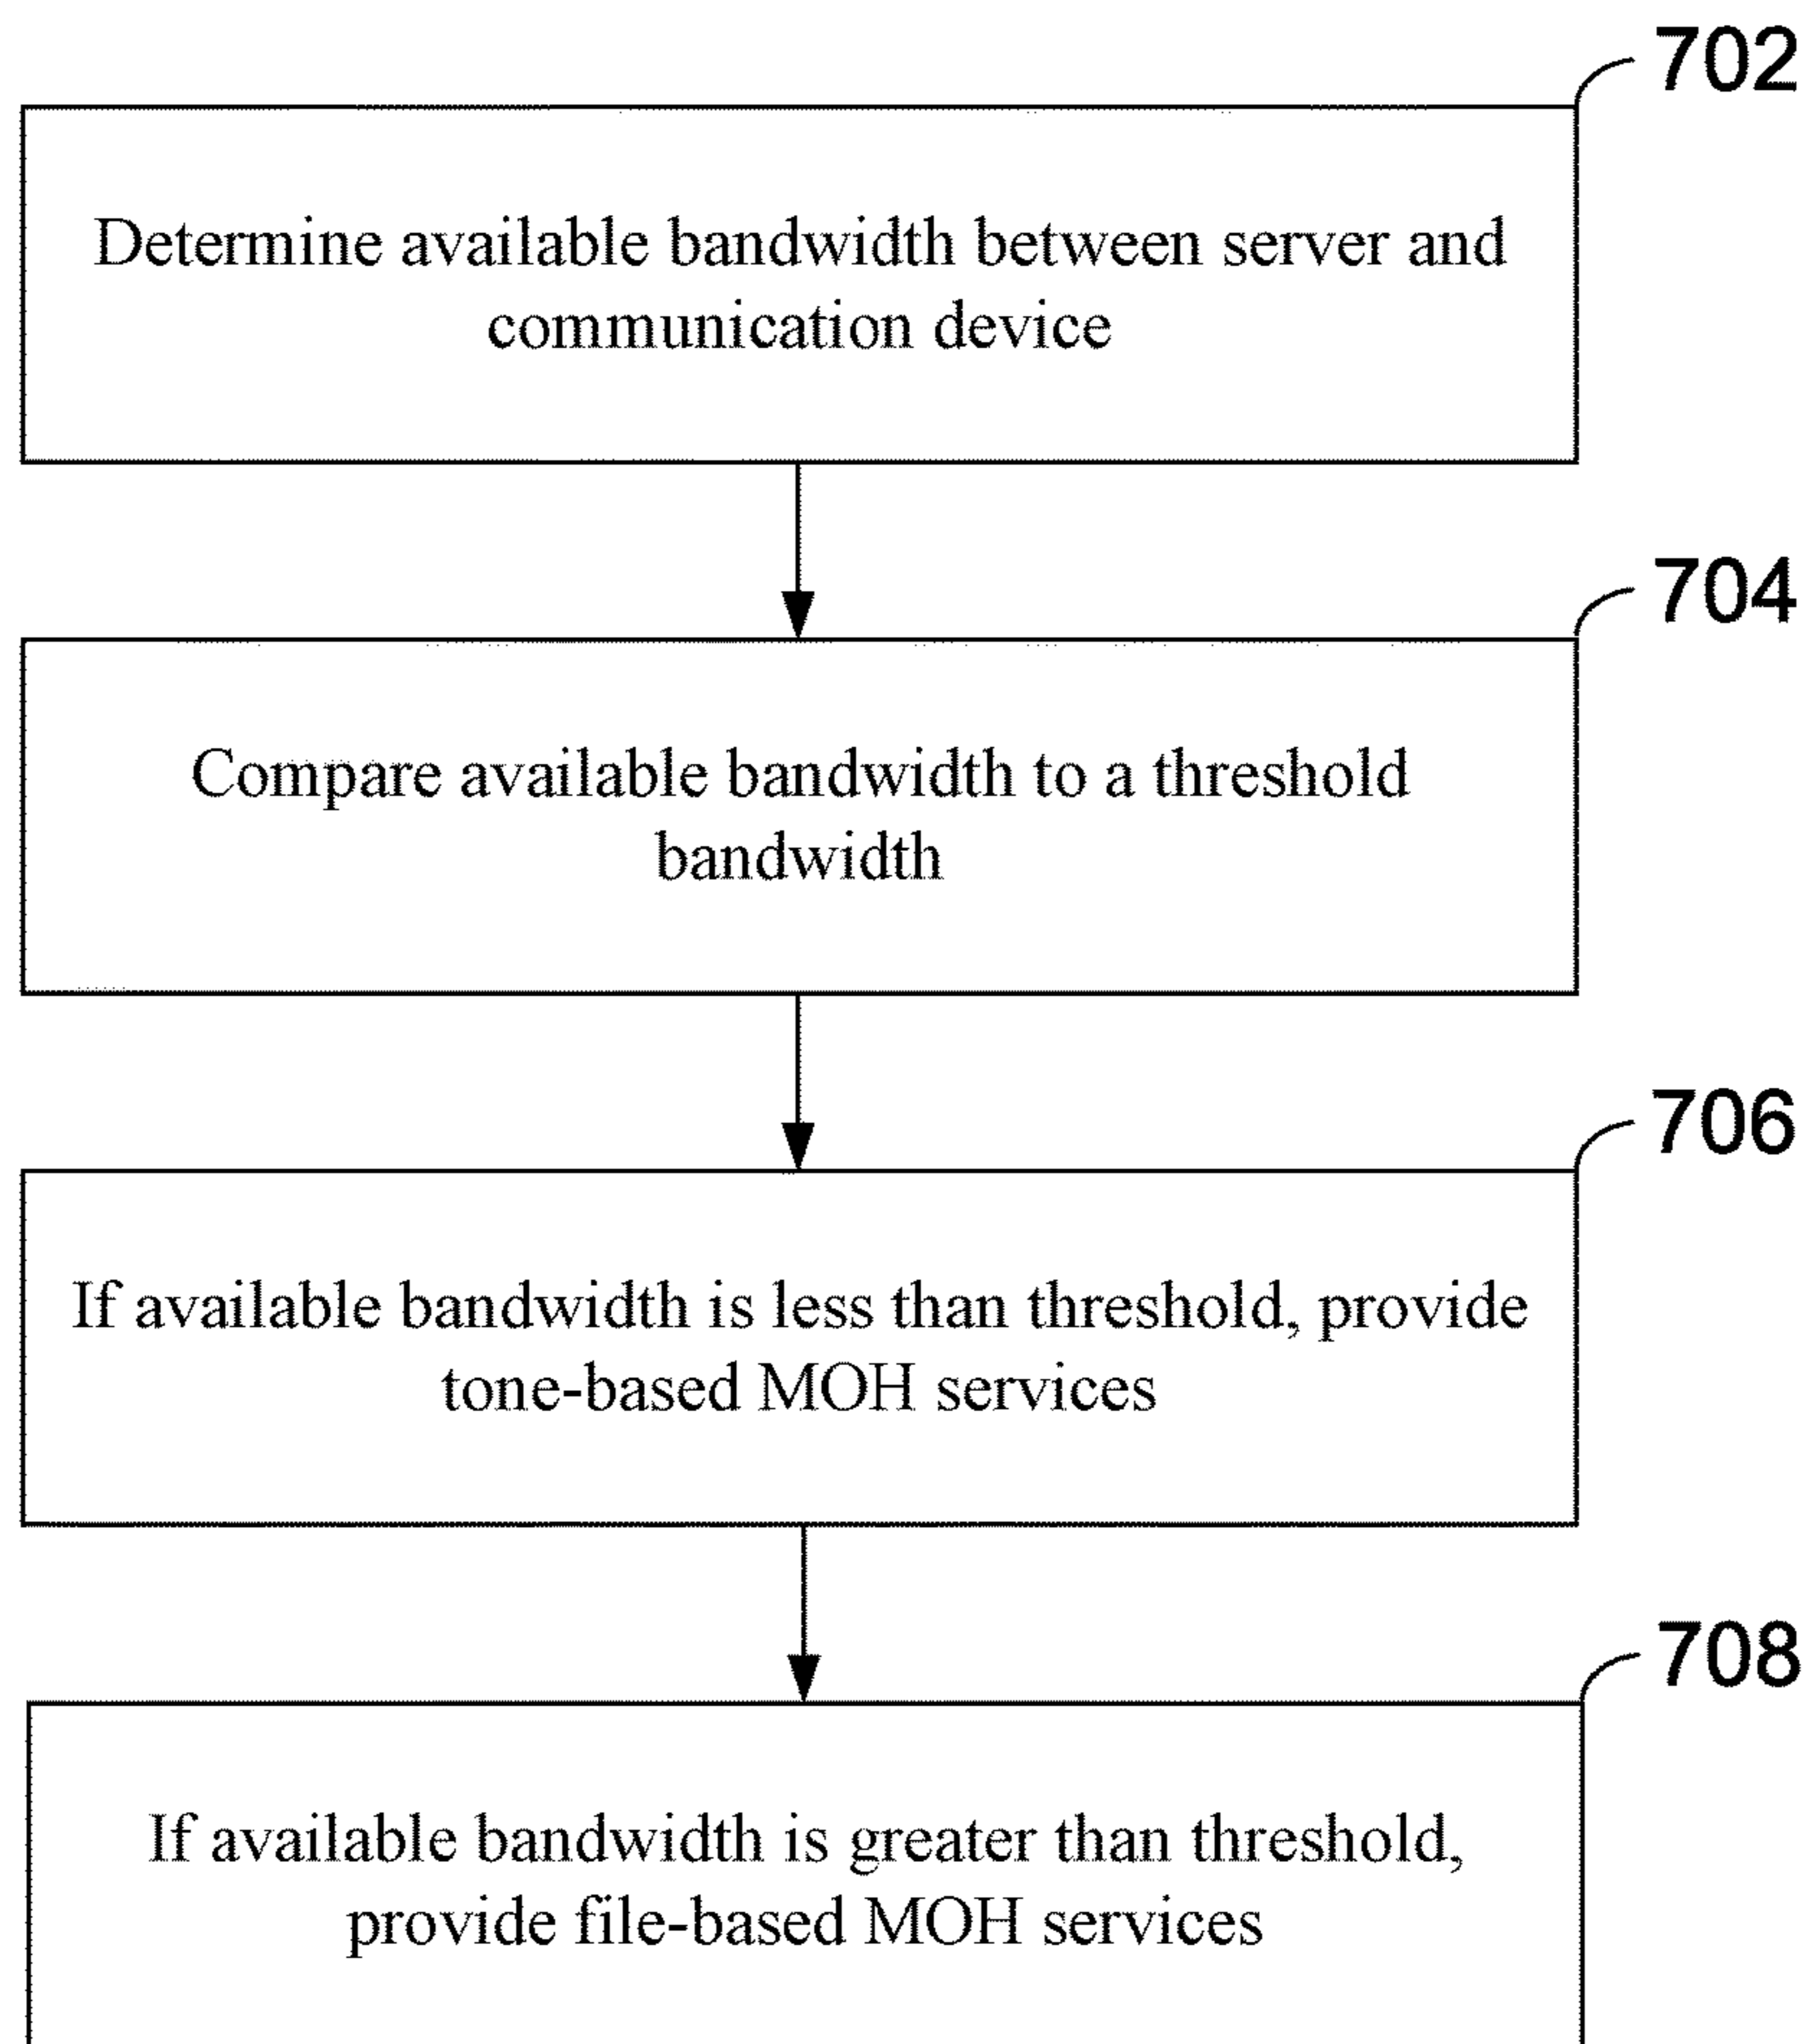 702
Determine available bandwidth between server and
communication device
704
Compare available bandwidth to a threshold
bandwidth
706
If available bandwidth is less than threshold, provide
tone-based MOH services
708
If available bandwidth is greater than threshold,
provide file-based MOH services